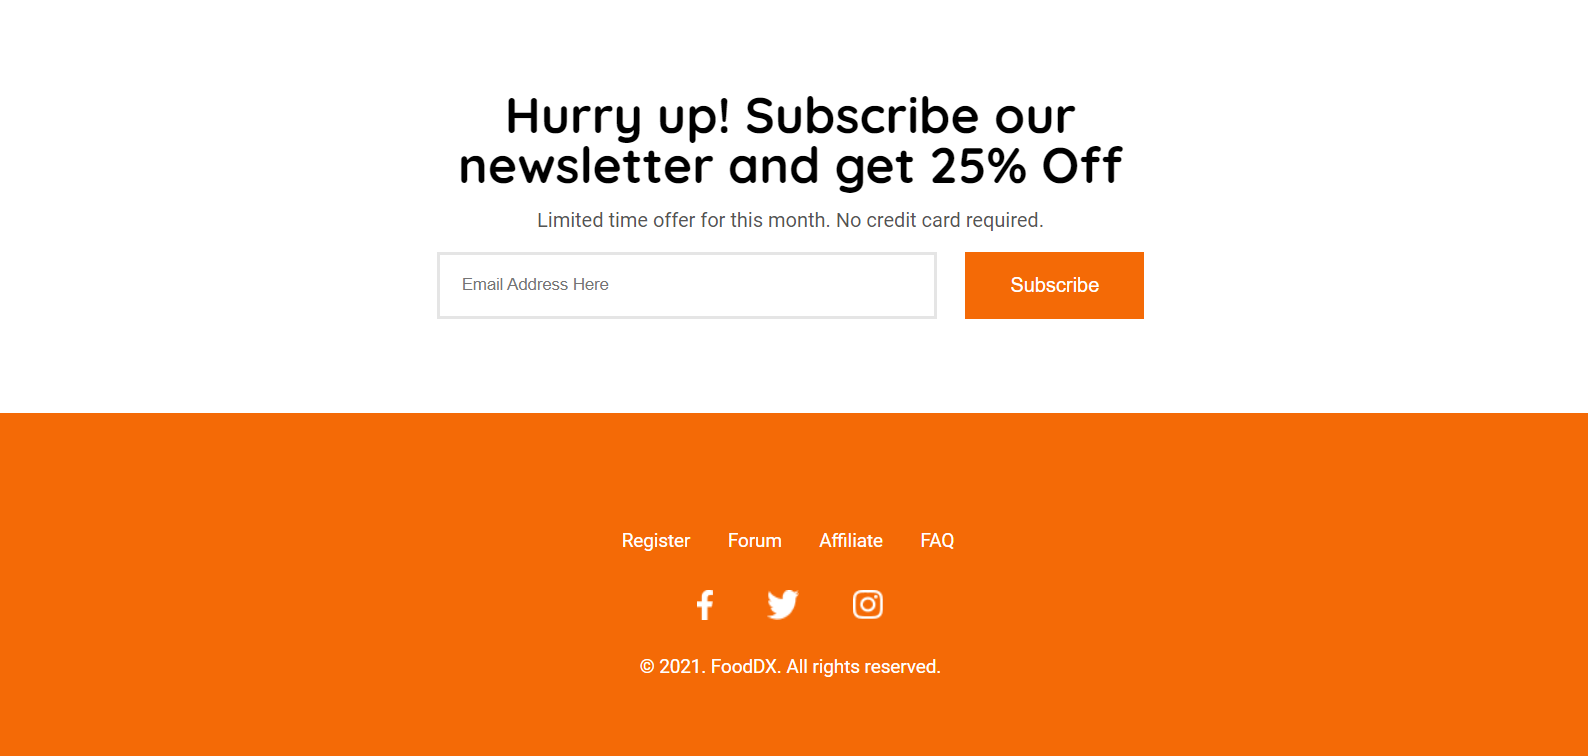 Hurry up! Subscribe our
newsletter and get 25% Off
Limited time offer for this month. No credit card required.
Email Address Here
Subscribe
Register Forum Affiliate FAQ
© 2021. FoodDX. All rights reserved.